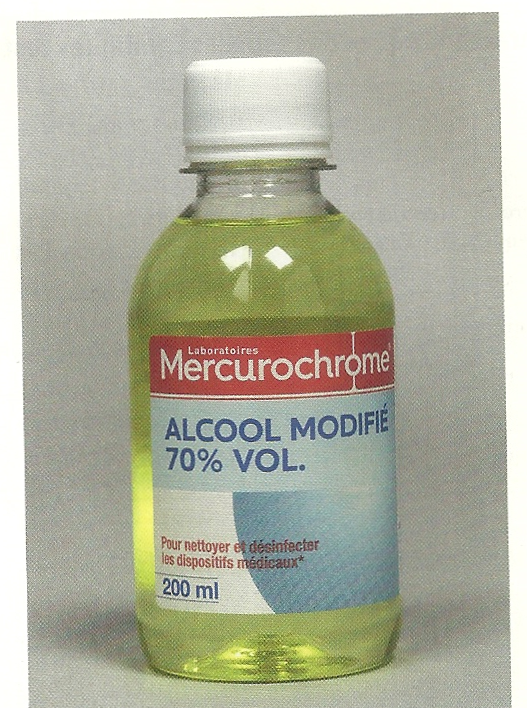 Laboratoires
Mercurochrome®
ALCOOL MODIFIÉ
70% VOL.
Pour nettoyer et désinfecter
les dispositifs médicaux*
200 ml